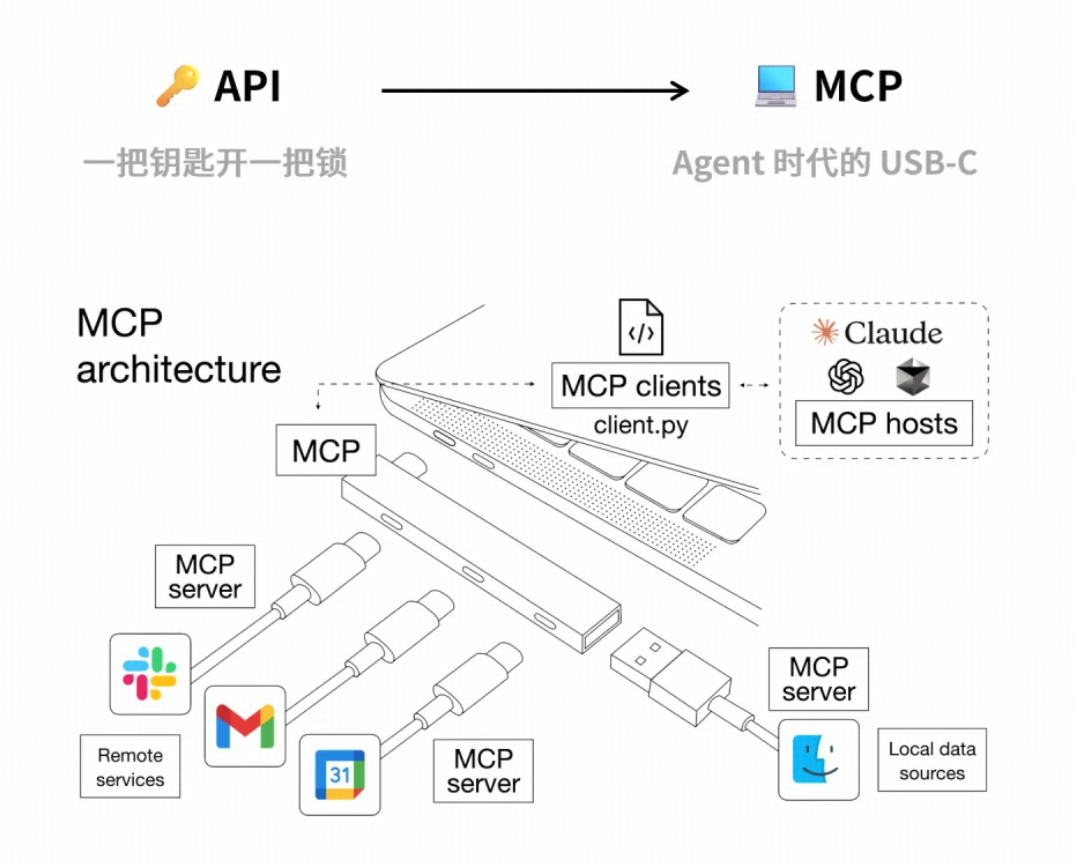 API
MCP
一把钥匙开一把锁
Agent 时代的 USB-C
MCP
architecture
Claude
MCP clients
client.py
MCP hosts
MCP
MCP
server
MCP
server
Remote
services
31
MCP
server
Local data
sources